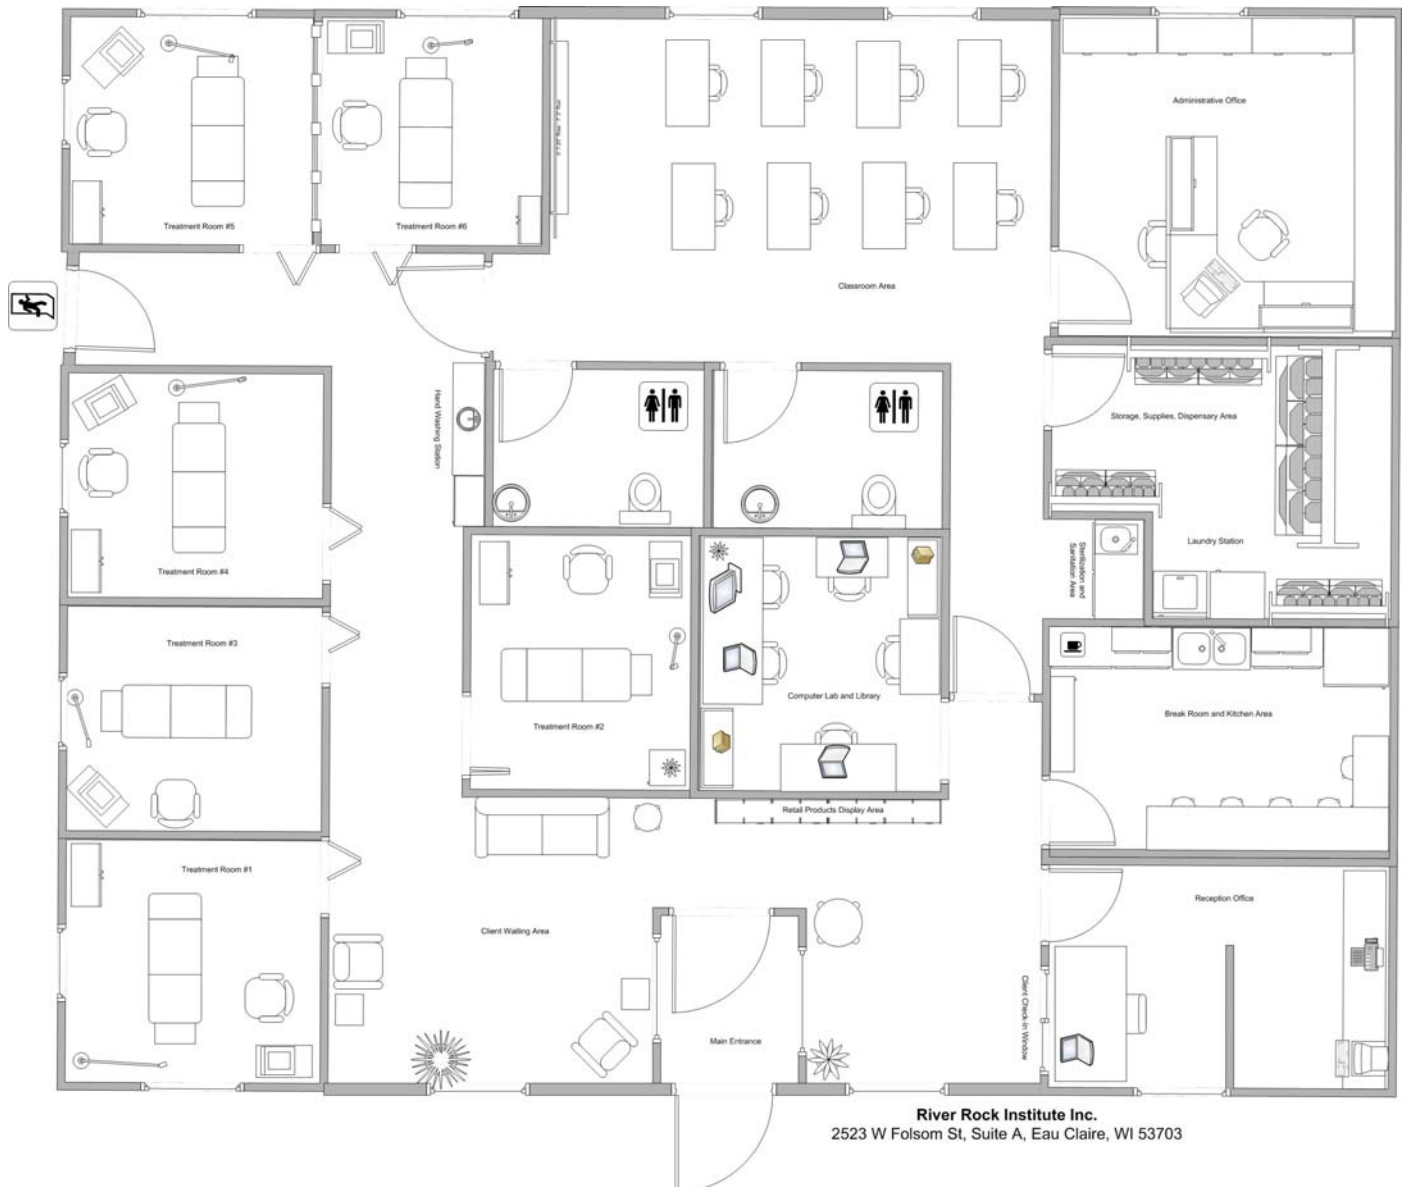 Administrative Office
Treatment Room #5
Treatment Room #6
Classroom Area
Hand Washing Station
Storage, Supplies, Dispensary Area
Treatment Room #4
Laundry Station
Sterilization and
Sanitation Area
Treatment Room #3
Computer Lab and Library
Treatment Room #2
Break Room and Kitchen Area
Retail Products Display Area
Treatment Room #1
Reception Office
Client Waiting Area
Client Check-In Window
Main Entrance
River Rock Institute Inc.
2523 W Folsom St, Suite A, Eau Claire, WI 53703